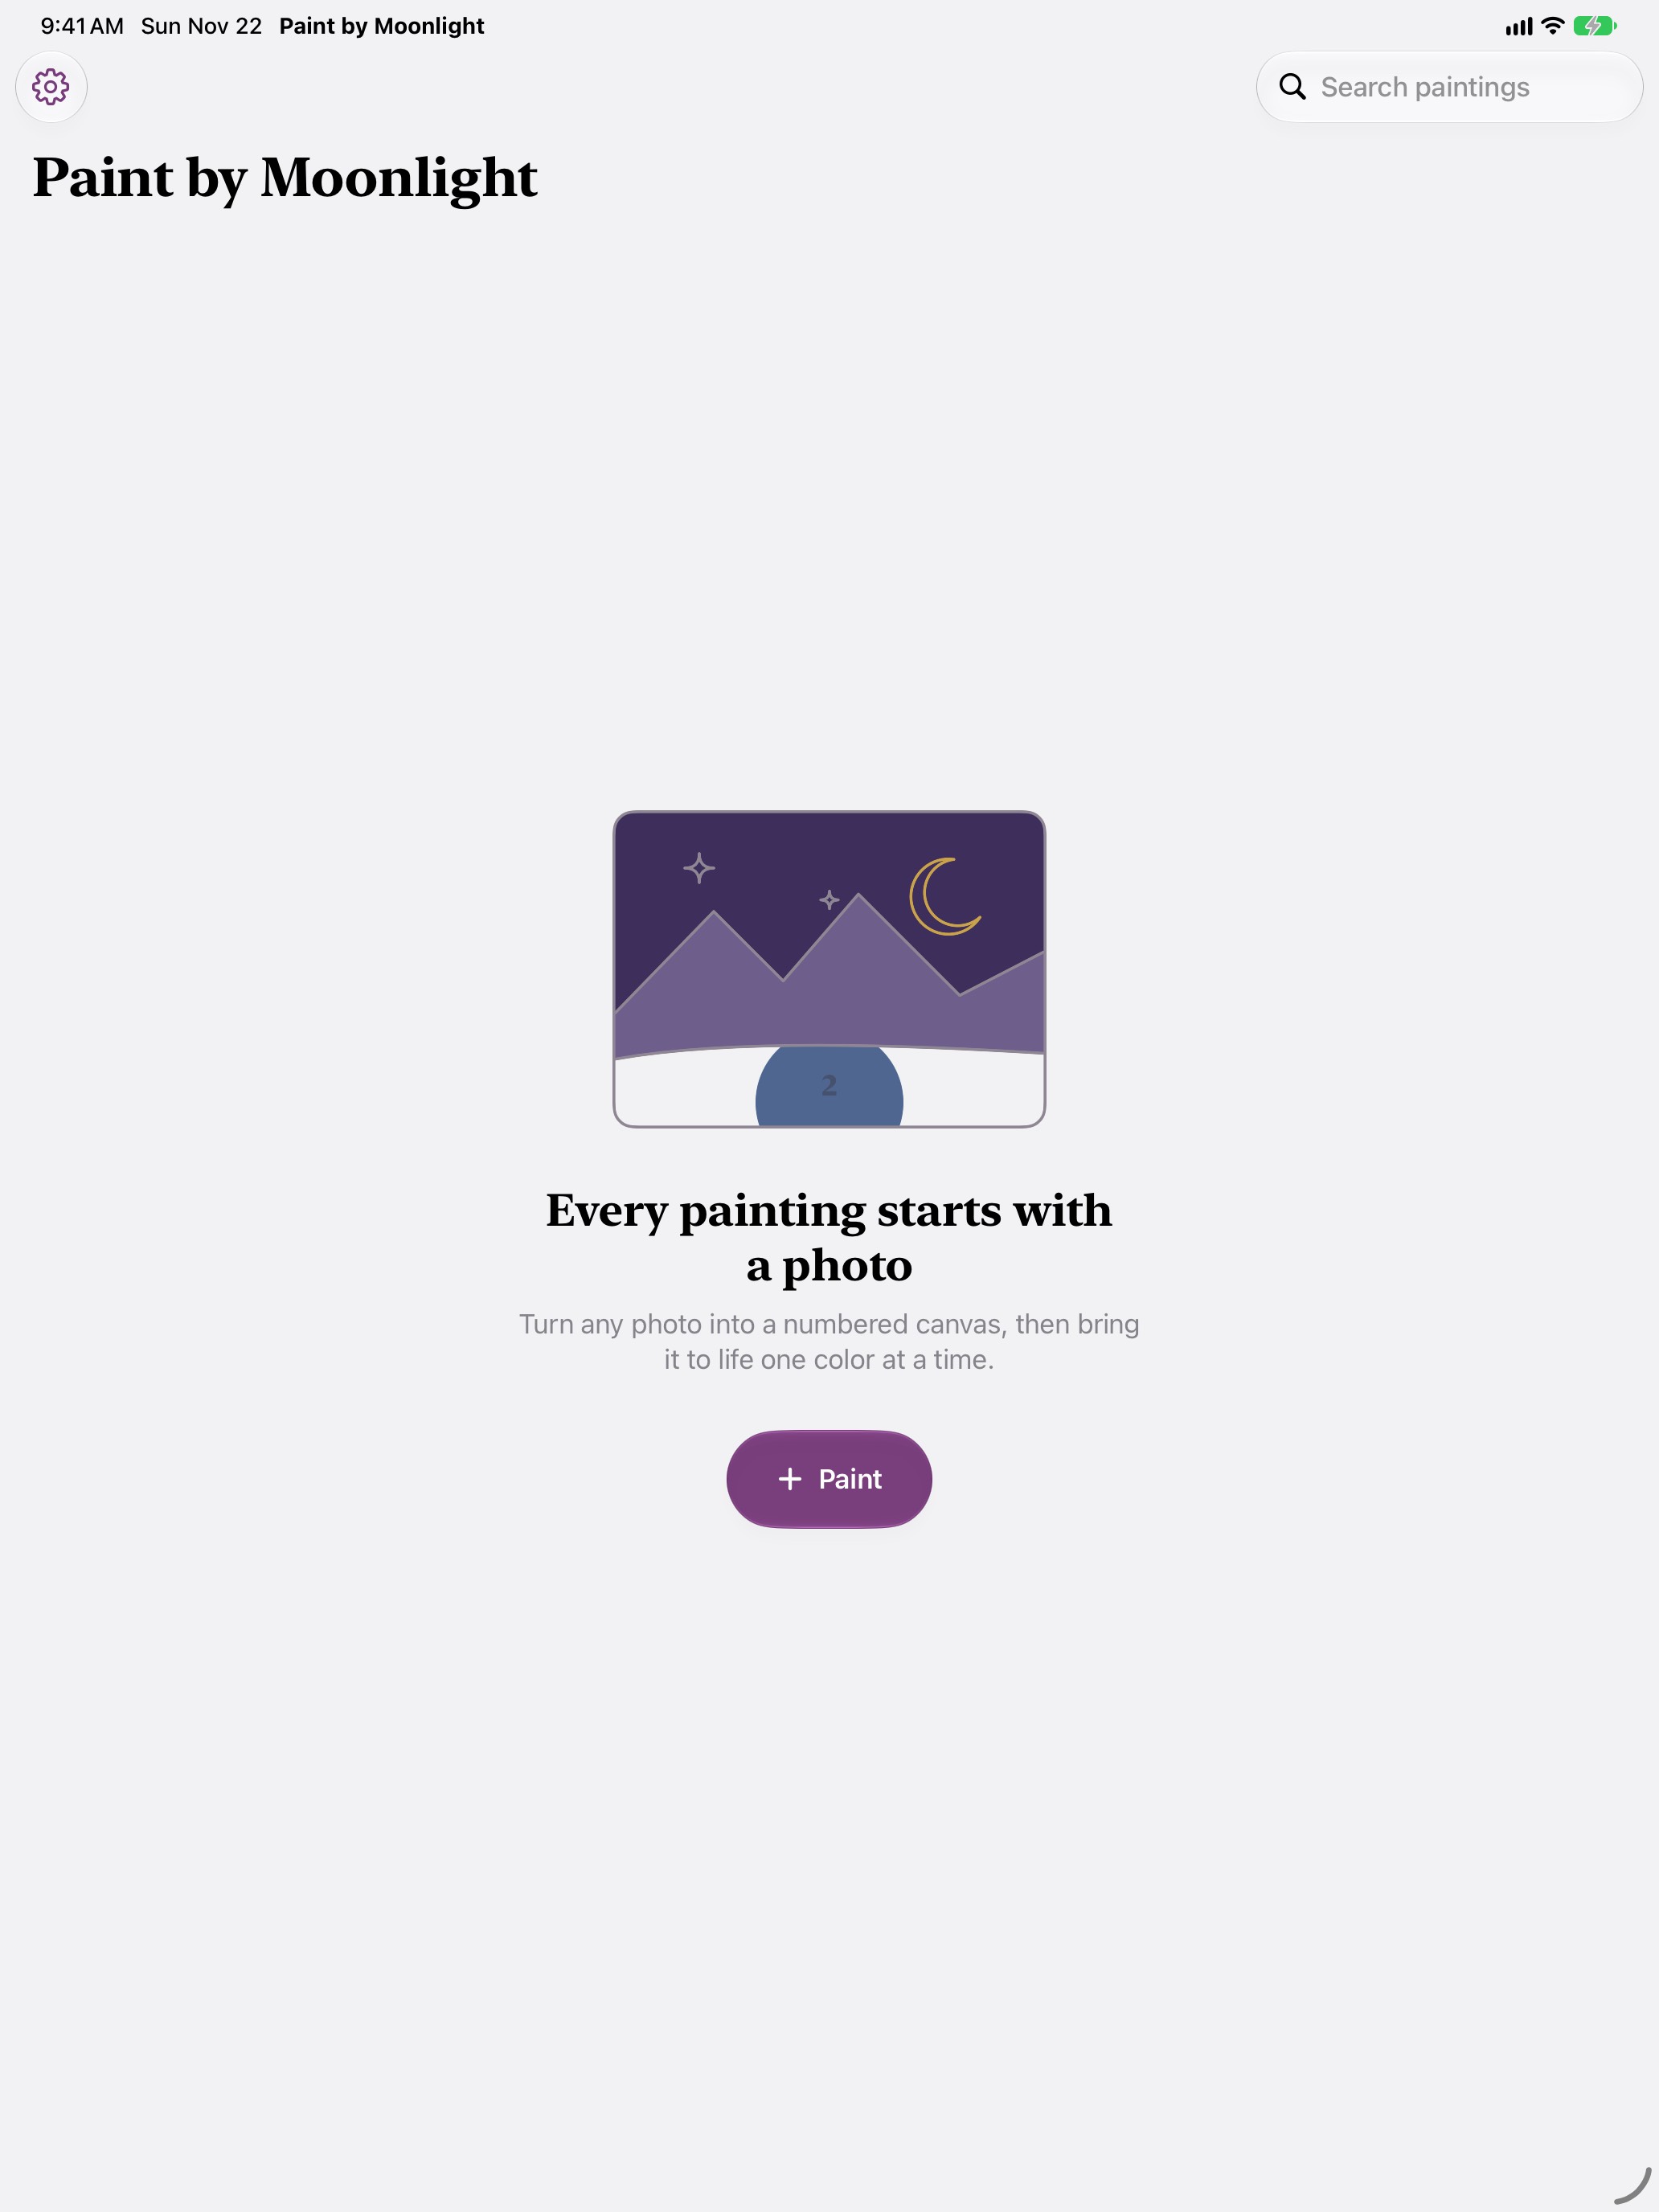 9:41 AM Sun Nov 22 Paint by Moonlight
Search paintings
Paint by Moonlight
2
Every painting starts with
a photo
Turn any photo into a numbered canvas, then bring
it to life one color at a time.
+ Paint